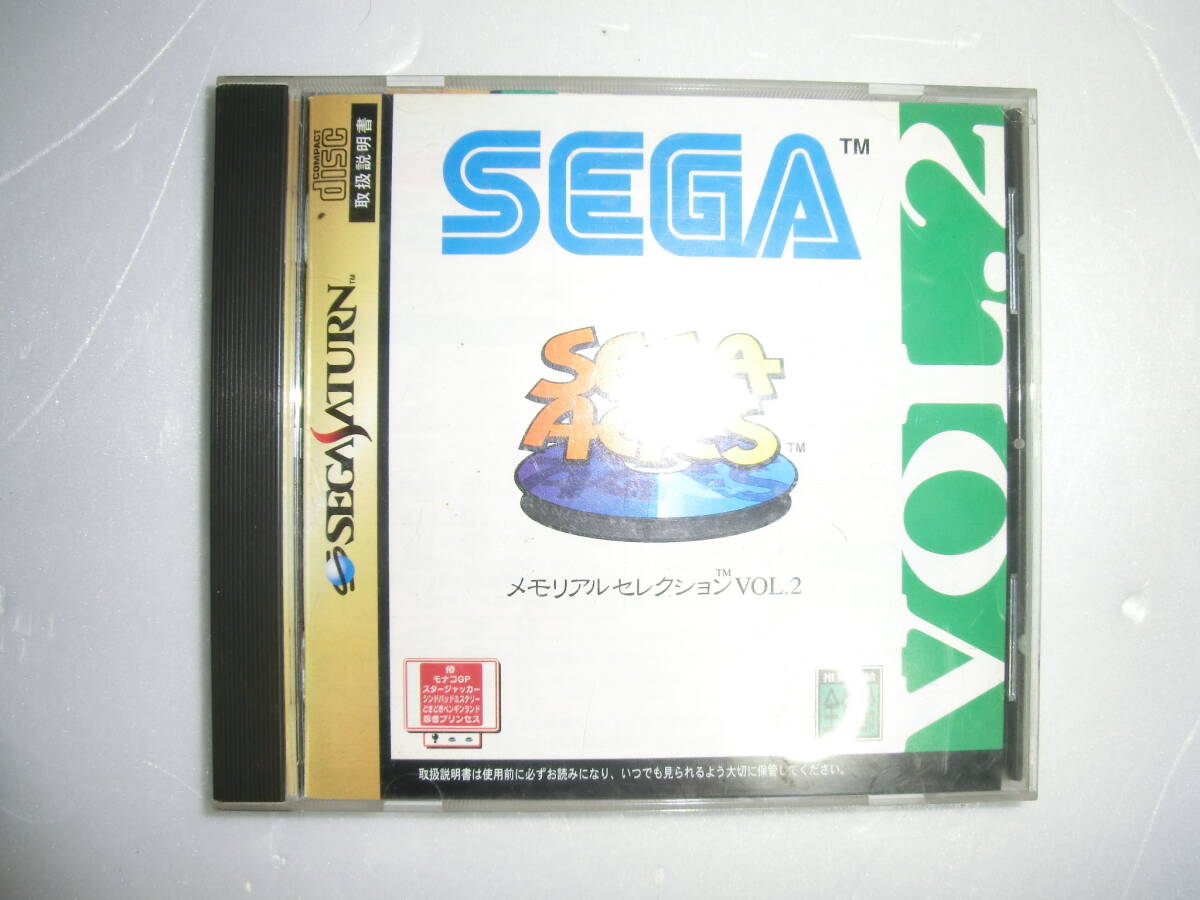 COMPACT
disc
取扱説明書
SEGA SATURN™
SEGA™
SEGA
AGES™
メモリアルセレクション™ VOL.2
VOL.2
他
モナコGP
スタージャッカー
シンドバッドミステリー
どきどきペンギンランド
忍者プリンセス
取扱説明書は使用前に必ずお読みになり、いつでも見られるよう大切に保管してください。